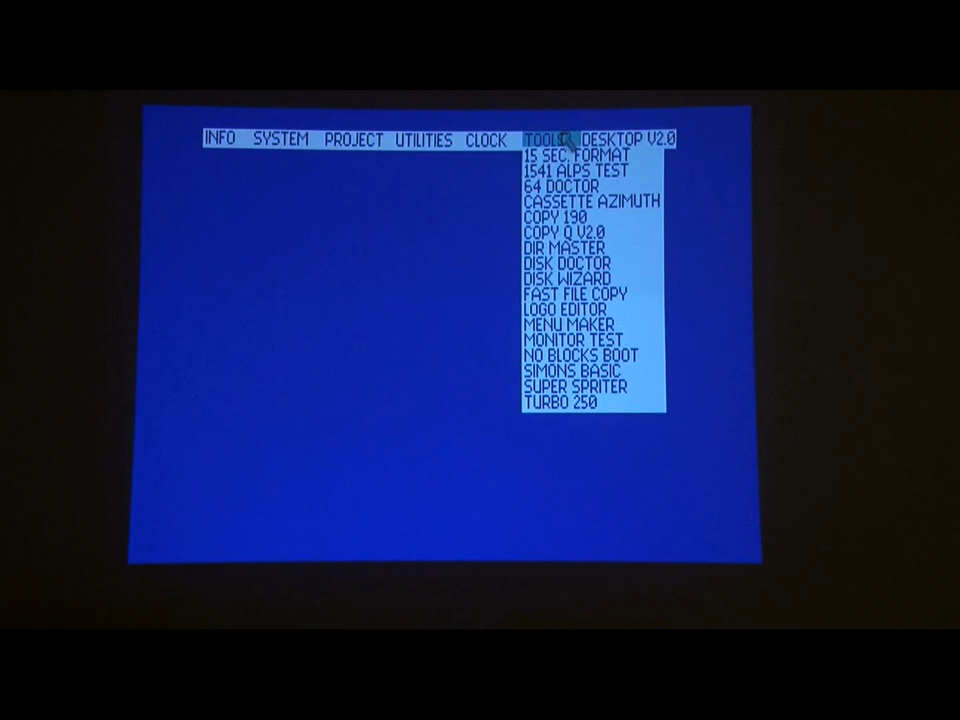 INFO SYSTEM PROJECT UTILITIES CLOCK TOOLS DESKTOP V2.0
15 SEC. FORMAT
1541 ALPS TEST
64 DOCTOR
CASSETTE AZIMUTH
COPY 190
COPY Q V2.0
DIR MASTER
DISK DOCTOR
DISK WIZARD
FAST FILE COPY
LOGO EDITOR
MENU MAKER
MONITOR TEST
NO BLOCKS BOOT
SIMONS BASIC
SUPER SPRITER
TURBO 250